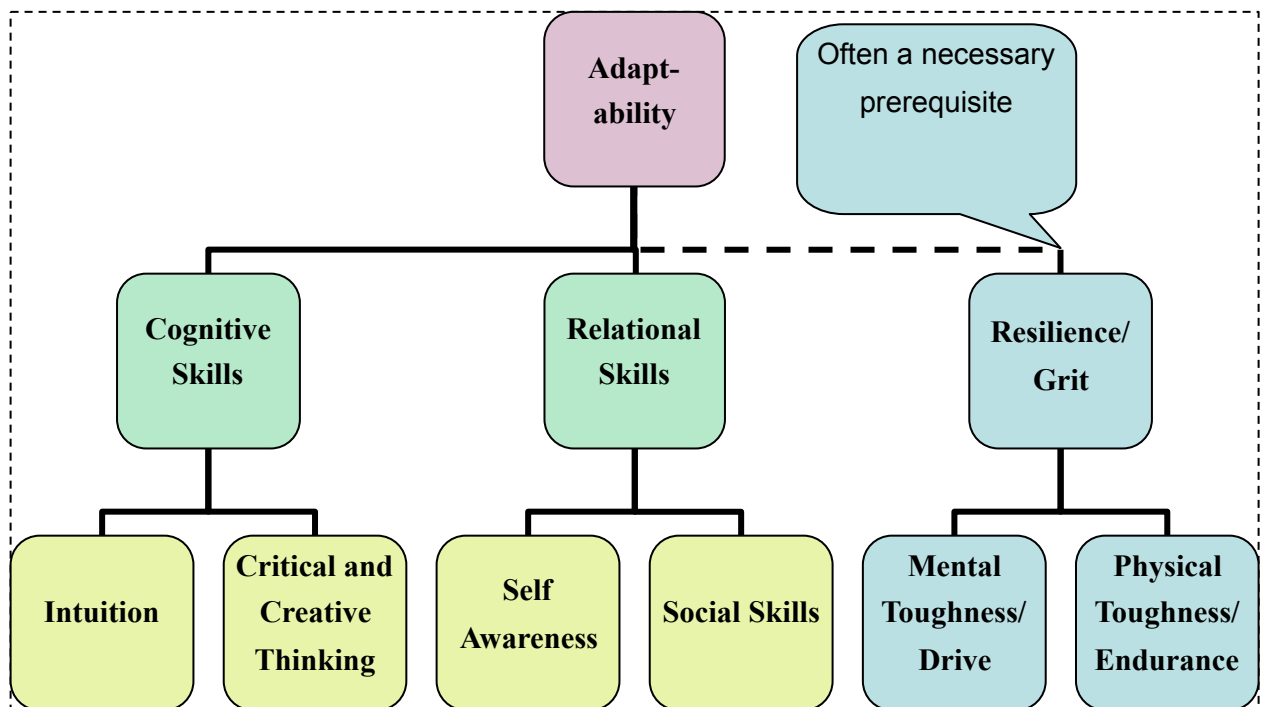 Adapt-
ability
Often a necessary
prerequisite
Cognitive
Skills
Relational
Skills
Resilience/
Grit
Intuition
Critical and
Creative
Thinking
Self
Awareness
Social Skills
Mental
Toughness/
Drive
Physical
Toughness/
Endurance